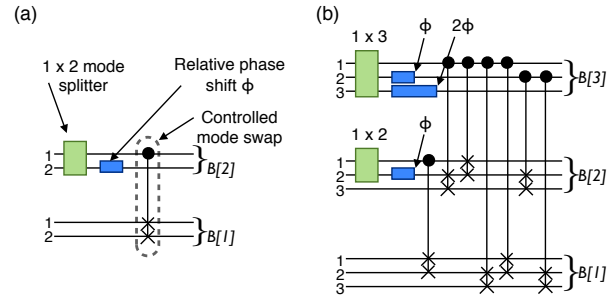 (a)
1 x 2 mode
splitter
Relative phase
shift ϕ
Controlled
mode swap
1
2
B[2]
1
2
B[1]
(b)
1 x 3
ϕ
2ϕ
1
2
3
B[3]
1 x 2
ϕ
1
2
3
B[2]
1
2
3
B[1]